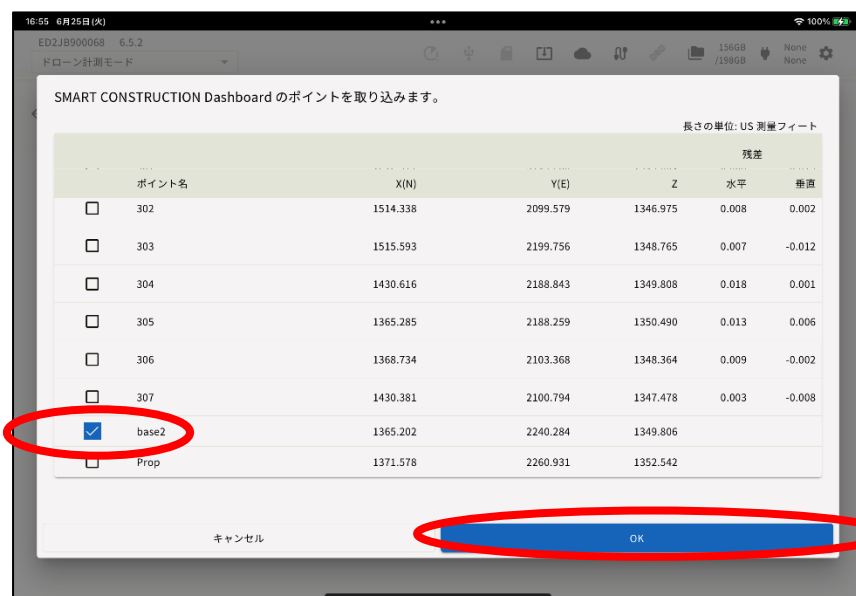 16:55 6月25日(火) 100%
ED2JB900068 6.5.2
156GB None
ドローン計測モード
/198GB None
SMART CONSTRUCTION Dashboard のポイントを取り込みます。
長さの単位: US 測量フィート
残差
ポイント名 X(N) Y(E) Z 水平 垂直
302 1514.338 2099.579 1346.975 0.008 0.002
303 1515.593 2199.756 1348.765 0.007 -0.012
304 1430.616 2188.843 1349.808 0.018 0.001
305 1365.285 2188.259 1350.490 0.013 0.006
306 1368.734 2103.368 1348.364 0.009 -0.002
307 1430.381 2100.794 1347.478 0.003 -0.008
base2 1365.202 2240.284 1349.806
Prop 1371.578 2260.931 1352.542
キャンセル OK